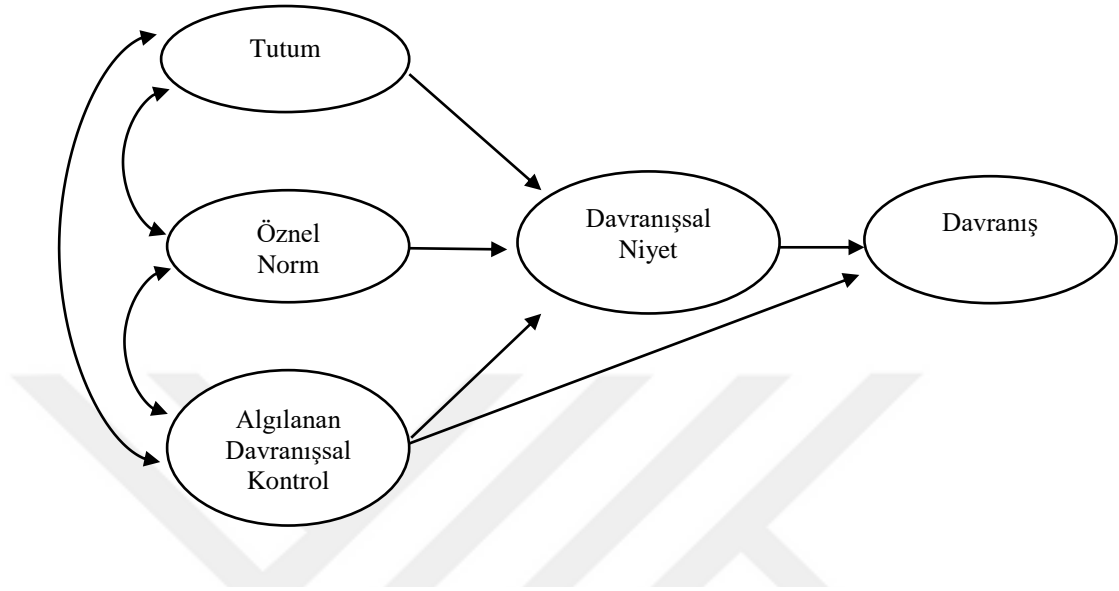 Tutum
Öznel
Norm
Algılanan
Davranışsal
Kontrol
Davranışsal
Niyet
Davranış